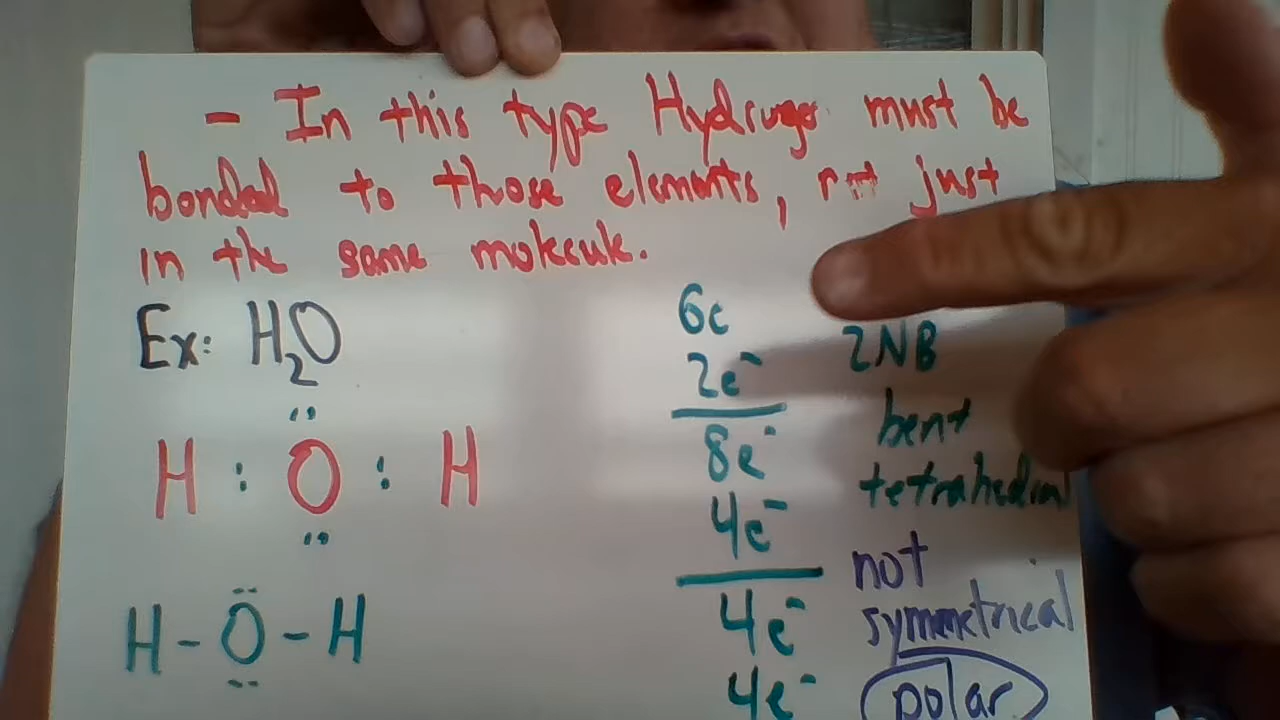 - In this type Hydrogen must be
bonded to those elements, not just
in the same molecule.
Ex: H₂O
H : O : H
H - O - H
6e
2e⁻
8e⁻
4e⁻
4e⁻
4e⁻
2NB
bent
tetrahedral
not
symmetrical
polar